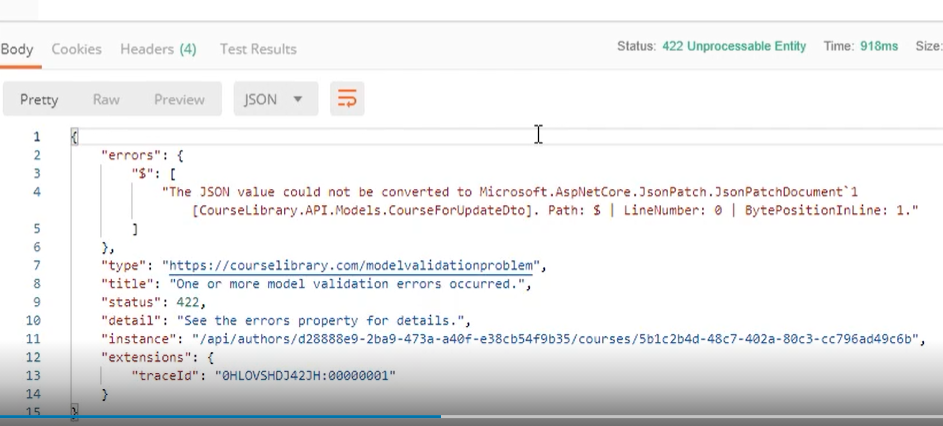 Body Cookies Headers (4) Test Results Status: 422 Unprocessable Entity Time: 918ms Size:
Pretty Raw Preview JSON
1 {
2 "errors": {
3 "$": [
4 "The JSON value could not be converted to Microsoft.AspNetCore.JsonPatch.JsonPatchDocument`1
[CourseLibrary.API.Models.CourseForUpdateDto]. Path: $ | LineNumber: 0 | BytePositionInLine: 1."
5 ]
6 },
7 "type": "https://courselibrary.com/modelvalidationproblem",
8 "title": "One or more model validation errors occurred.",
9 "status": 422,
10 "detail": "See the errors property for details.",
11 "instance": "/api/authors/d28888e9-2ba9-473a-a40f-e38cb54f9b35/courses/5b1c2b4d-48c7-402a-80c3-cc796ad49c6b",
12 "extensions": {
13 "traceId": "0HLOVSHDJ42JH:00000001"
14 }
15 }